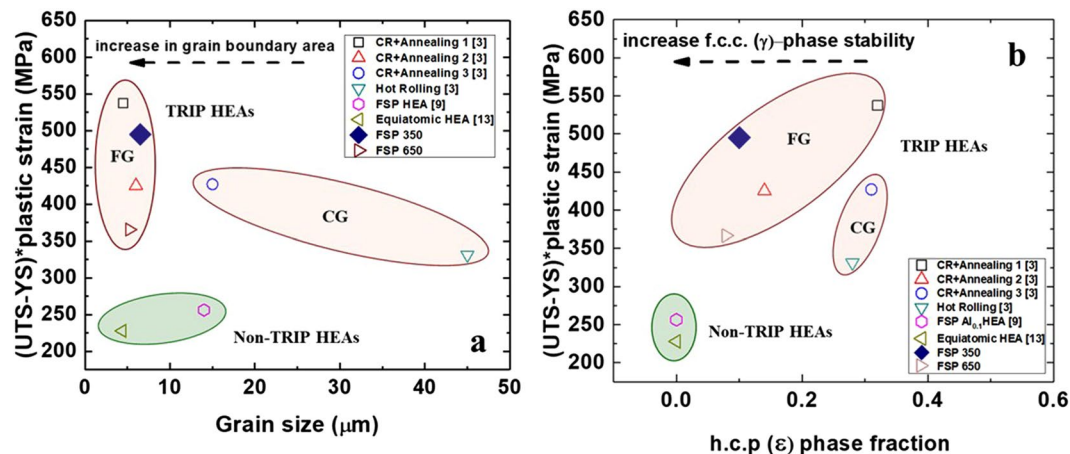 650
600
550
500
450
400
350
300
250
200
(UTS-YS)*plastic strain (MPa)
increase in grain boundary area
CR+Annealing 1 [3]
CR+Annealing 2 [3]
CR+Annealing 3 [3]
Hot Rolling [3]
FSP HEA [9]
Equiatomic HEA [13]
FSP 350
FSP 650
TRIP HEAs
FG
CG
Non-TRIP HEAs
a
0 10 20 30 40 50
Grain size (μm)
650
600
550
500
450
400
350
300
250
200
(UTS-YS)*plastic strain (MPa)
increase f.c.c. (γ)–phase stability
b
FG
TRIP HEAs
CG
CR+Annealing 1 [3]
CR+Annealing 2 [3]
CR+Annealing 3 [3]
Hot Rolling [3]
FSP Al0.1HEA [9]
Equiatomic HEA [13]
FSP 350
FSP 650
Non-TRIP HEAs
0.0 0.2 0.4 0.6
h.c.p (ε) phase fraction